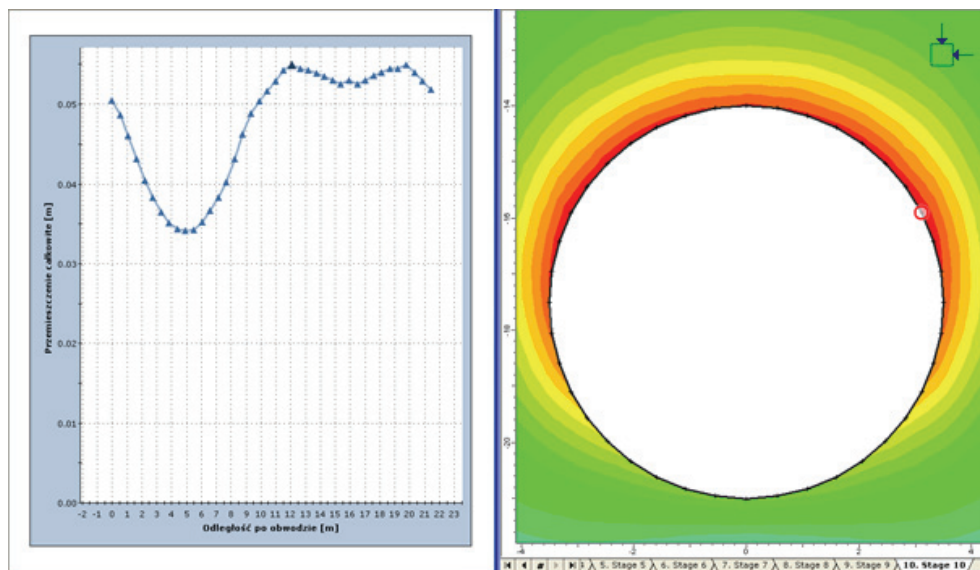 Przemieszczenie całkowite [m]
0.05
0.04
0.03
0.02
0.01
0.00
-2 -1 0 1 2 3 4 5 6 7 8 9 10 11 12 13 14 15 16 17 18 19 20 21 22 23
Odległość po obwodzie [m]
-14
-16
-18
-20
-4 -2 0 2 4
5. Stage 5 6. Stage 6 7. Stage 7 8. Stage 8 9. Stage 9 10. Stage 10